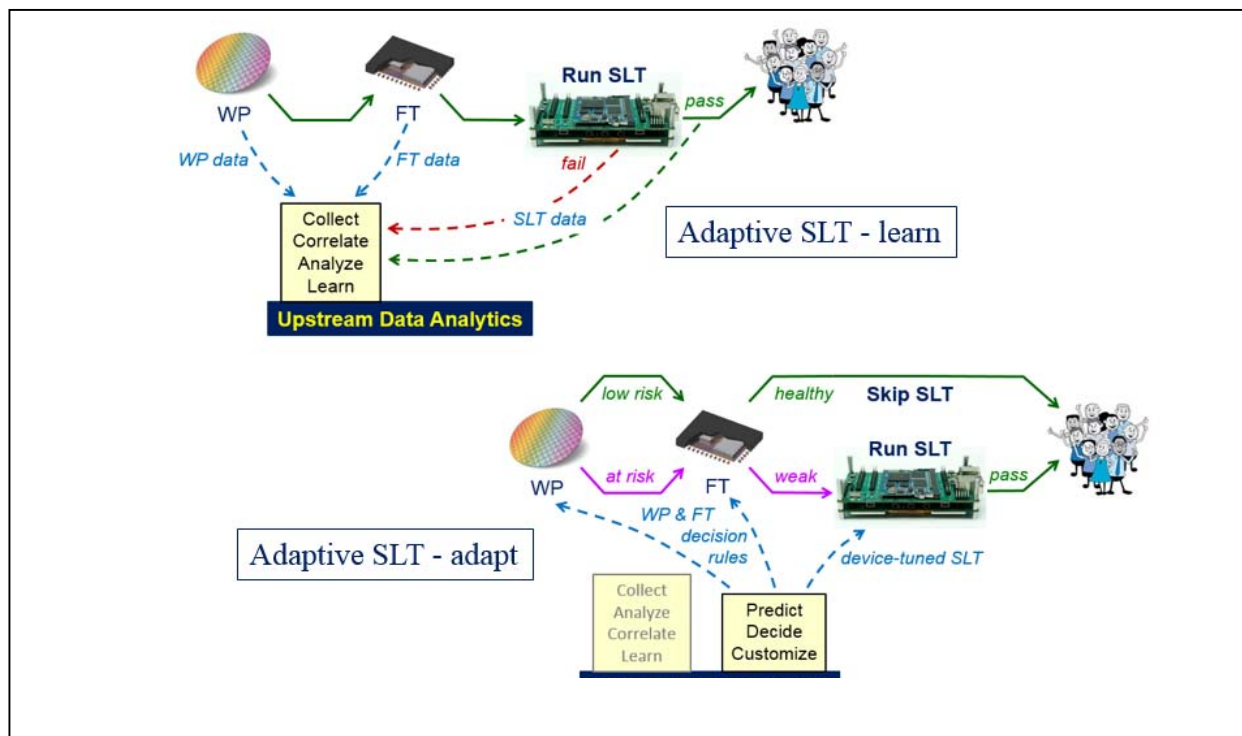 Run SLT
pass
WP
FT
WP data
FT data
fail
SLT data
Collect
Correlate
Analyze
Learn
Adaptive SLT - learn
Upstream Data Analytics
low risk
healthy
Skip SLT
Run SLT
at risk
weak
pass
WP
FT
WP & FT
decision
rules
device-tuned SLT
Adaptive SLT - adapt
Collect
Analyze
Correlate
Learn
Predict
Decide
Customize